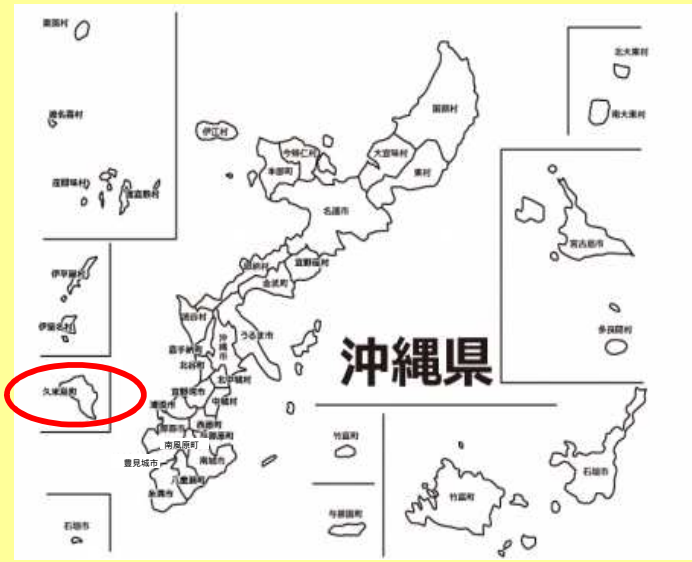 粟国村
北大東村
渡名喜村
国頭村
伊江村
南大東村
今帰仁村
大宜味村
本部町
東村
座間味村
渡嘉敷村
名護市
宮古島市
恩納村
宜野座村
伊平屋村
金武町
読谷村
伊是名村
うるま市
沖縄市
多良間村
嘉手納町
沖縄県
北谷町
北中城村
久米島町
宜野湾市
中城村
浦添市
西原町
那覇市
与那原町
竹富町
南風原町
豊見城市
南城市
石垣市
八重瀬町
糸満市
竹富町
石垣市
与那国町